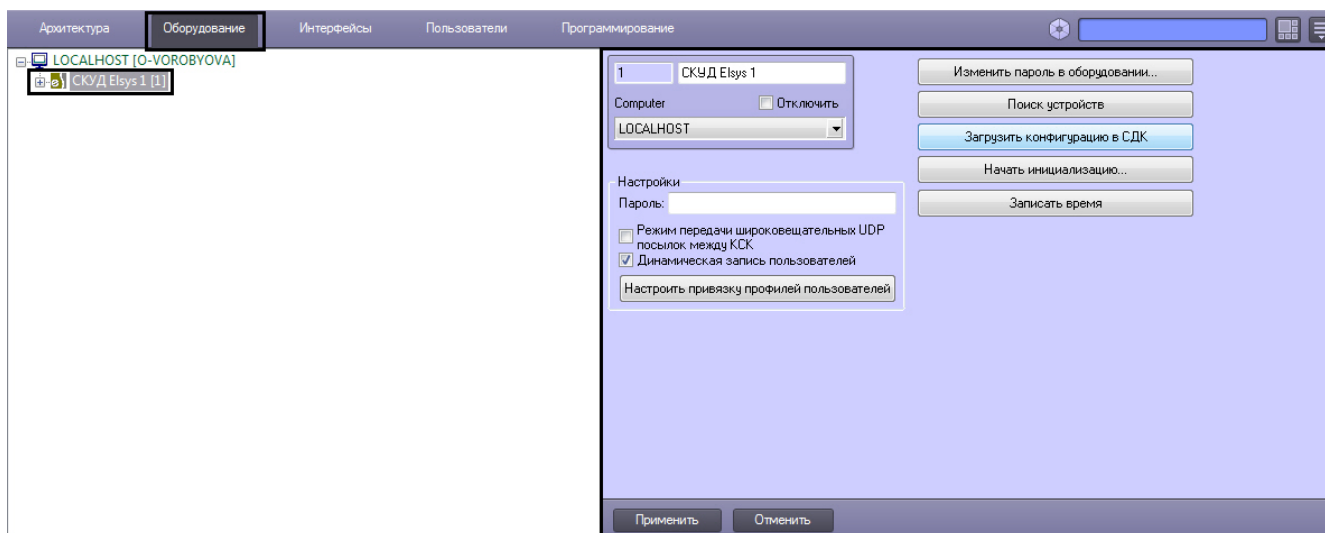 Архитектура Оборудование Интерфейсы Пользователи Программирование
LOCALHOST [O-VOROBYOVA]
СКУД Elsys 1 [1]
1 СКУД Elsys 1
Computer Отключить
LOCALHOST
Настройки
Пароль:
Режим передачи широковещательных UDP
посылок между КСК
Динамическая запись пользователей
Настроить привязку профилей пользователей
Изменить пароль в оборудовании...
Поиск устройств
Загрузить конфигурацию в СДК
Начать инициализацию...
Записать время
Применить Отменить